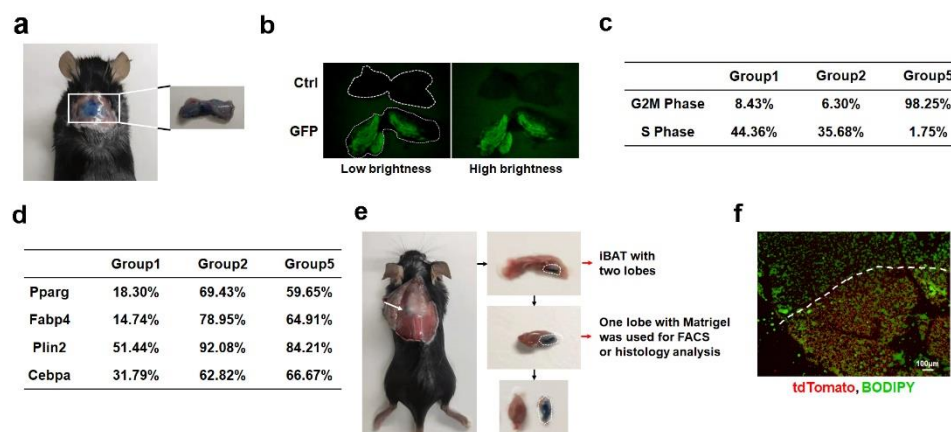 a
b
Ctrl
GFP
Low brightness High brightness
c
Group1 Group2 Group5
G2M Phase 8.43% 6.30% 98.25%
S Phase 44.36% 35.68% 1.75%
d
Group1 Group2 Group5
Pparg 18.30% 69.43% 59.65%
Fabp4 14.74% 78.95% 64.91%
Plin2 51.44% 92.08% 84.21%
Cebpa 31.79% 62.82% 66.67%
e
iBAT with
two lobes
One lobe with Matrigel
was used for FACS
or histology analysis
f
100μm
tdTomato, BODIPY